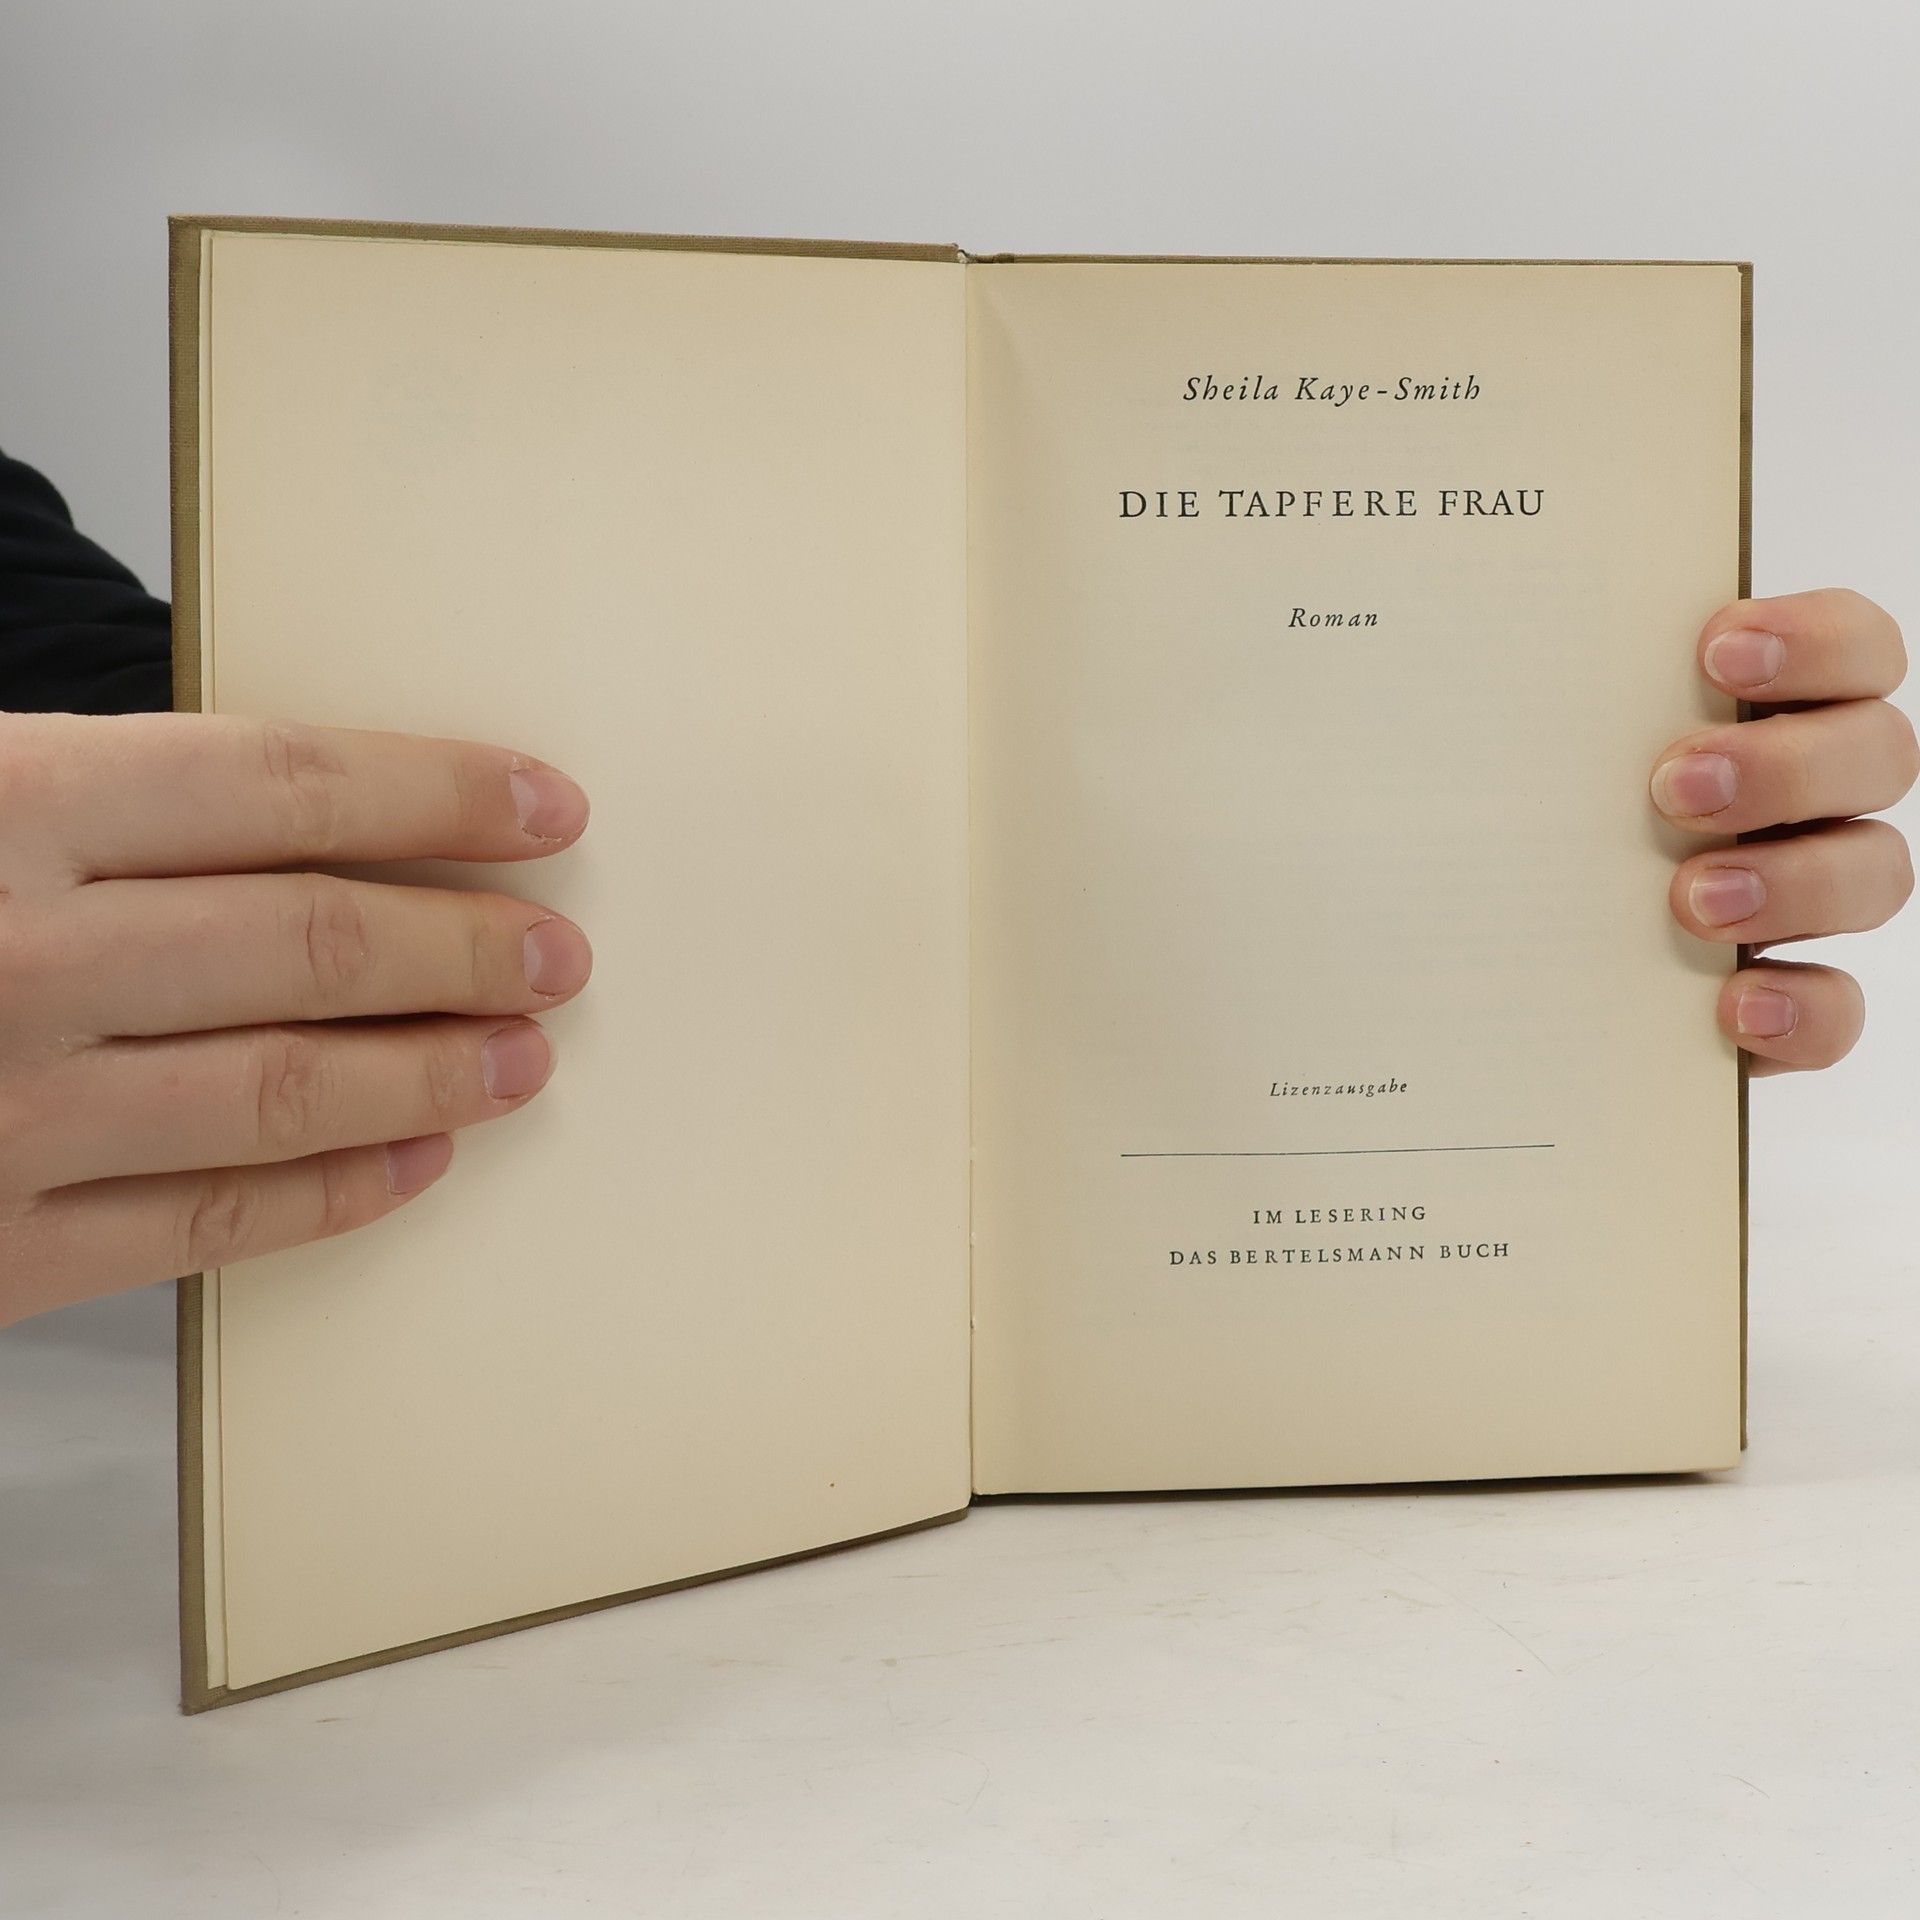 Sheila Kaye-Smith
DIE TAPFERE FRAU
Roman
Lizenzausgabe
IM LESERING
DAS BERTELSMANN BUCH